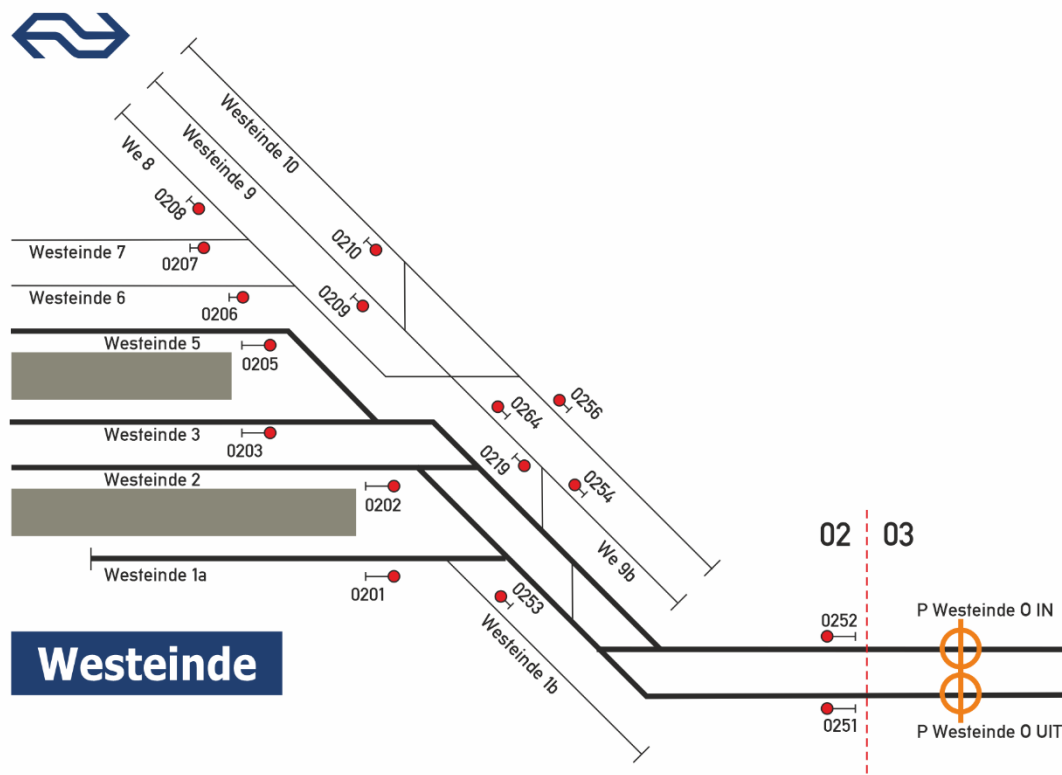 Westeinde 10
Westeinde 9
We 8
0208
0210
Westeinde 7
0207
0209
Westeinde 6
0206
Westeinde 5
0205
0256
0264
Westeinde 3
0203
0219
0254
Westeinde 2
0202
02
03
We 9b
Westeinde 1a
0201
0253
P Westeinde O IN
0252
Westeinde
Westeinde 1b
0251
P Westeinde O UIT